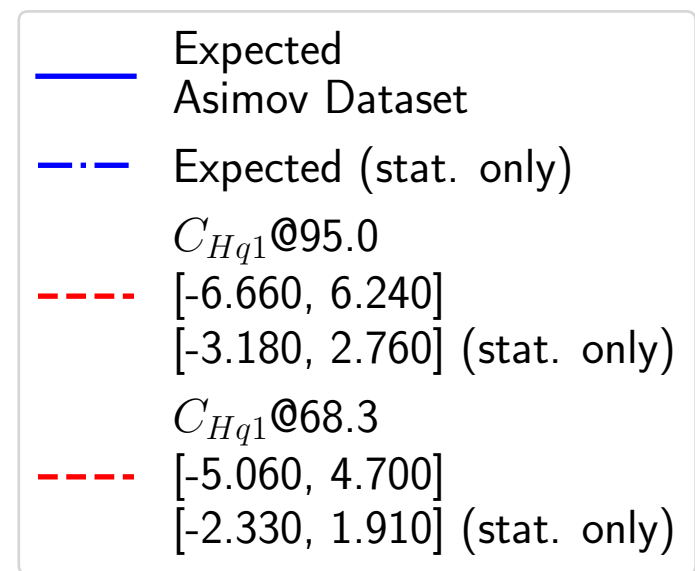 Expected
Asimov Dataset
Expected (stat. only)
$C_{Hq1}$@95.0
[-6.660, 6.240]
[-3.180, 2.760] (stat. only)
$C_{Hq1}$@68.3
[-5.060, 4.700]
[-2.330, 1.910] (stat. only)